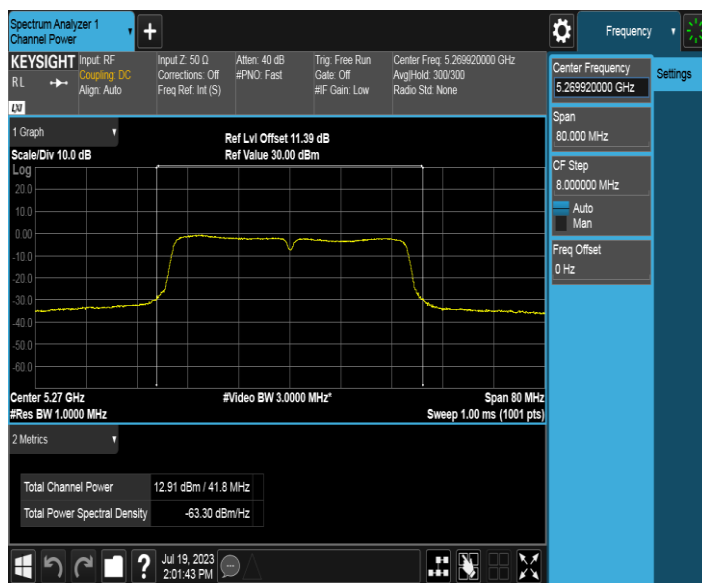 Spectrum Analyzer 1
Channel Power
+
Frequency
KEYSIGHT
RL
LXI
Input: RF
Coupling: DC
Align: Auto
Input Z: 50 Ω
Corrections: Off
Freq Ref: Int (S)
Atten: 40 dB
#PNO: Fast
Trig: Free Run
Gate: Off
#IF Gain: Low
Center Freq: 5.269920000 GHz
Avg|Hold: 300/300
Radio Std: None
Center Frequency
5.269920000 GHz
Settings
Span
80.000 MHz
CF Step
8.000000 MHz
Auto
Man
Freq Offset
0 Hz
1 Graph
Scale/Div 10.0 dB
Ref Lvl Offset 11.39 dB
Ref Value 30.00 dBm
Log
20.0
10.0
0.00
-10.0
-20.0
-30.0
-40.0
-50.0
-60.0
Center 5.27 GHz
#Video BW 3.0000 MHz*
Span 80 MHz
#Res BW 1.0000 MHz
Sweep 1.00 ms (1001 pts)
2 Metrics
Total Channel Power 12.91 dBm / 41.8 MHz
Total Power Spectral Density -63.30 dBm/Hz
?
Jul 19, 2023
2:01:43 PM